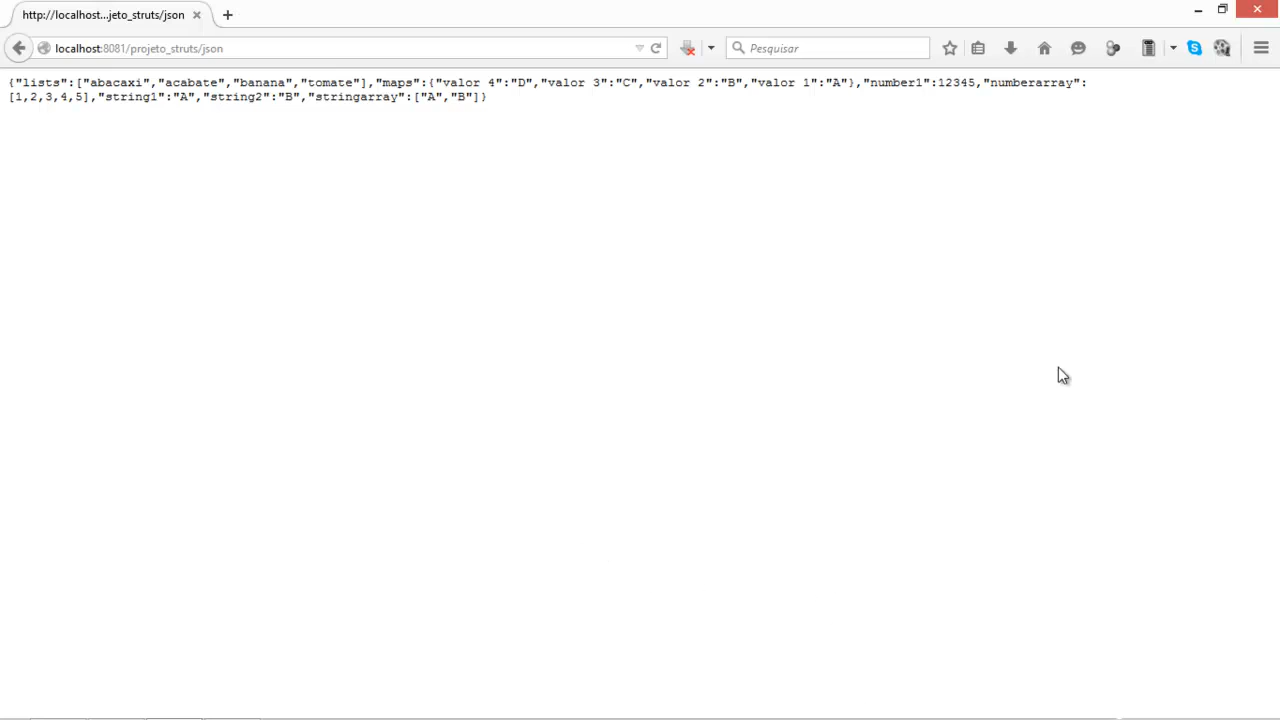 http://localhost...jeto_struts/json
localhost:8081/projeto_struts/json
Pesquisar
{"lists":["abacaxi","acabate","banana","tomate"],"maps":{"valor 4":"D","valor 3":"C","valor 2":"B","valor 1":"A"},"number1":12345,"numberarray":
[1,2,3,4,5],"string1":"A","string2":"B","stringarray":["A","B"]}